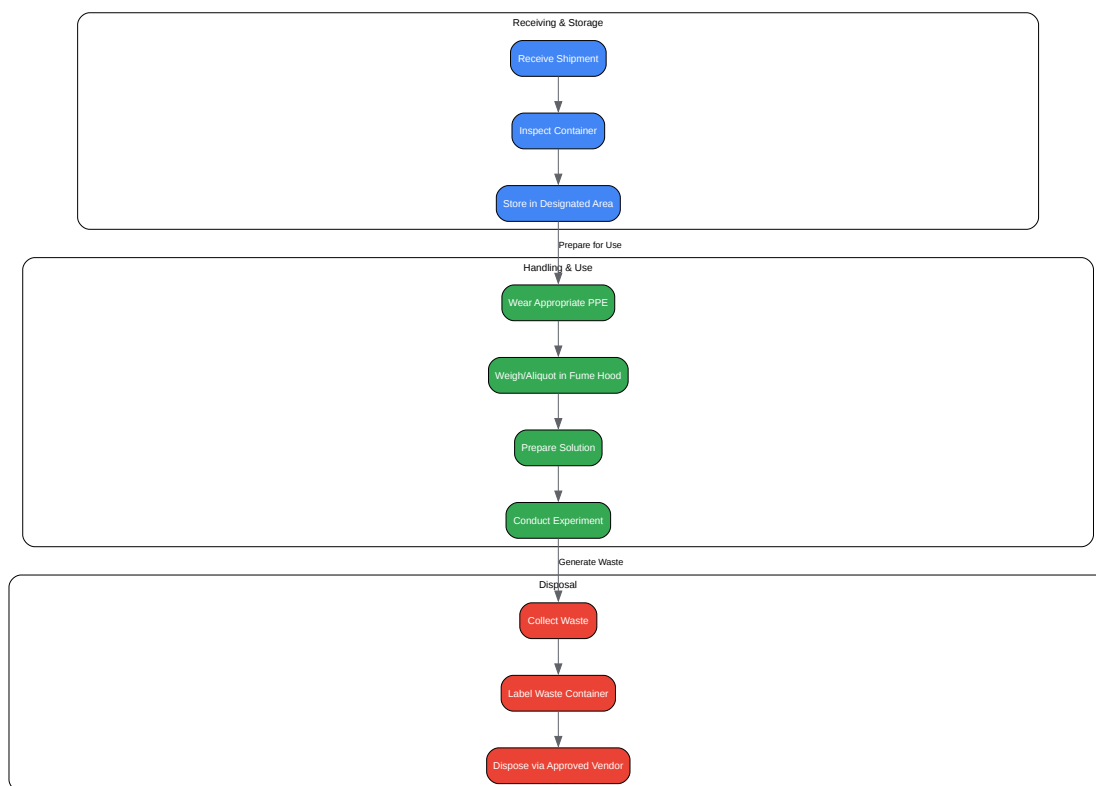 Receiving & Storage
Receive Shipment
Inspect Container
Store in Designated Area
Prepare for Use
Handling & Use
Wear Appropriate PPE
Weigh/Aliquot in Fume Hood
Prepare Solution
Conduct Experiment
Generate Waste
Disposal
Collect Waste
Label Waste Container
Dispose via Approved Vendor